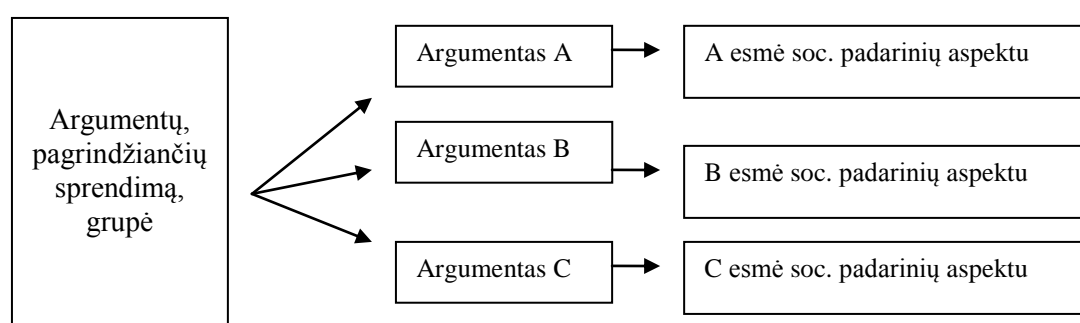 Argumentų,
pagrindžiančių
sprendimą,
grupė
Argumentas A
A esmė soc. padarinių aspektu
Argumentas B
B esmė soc. padarinių aspektu
Argumentas C
C esmė soc. padarinių aspektu